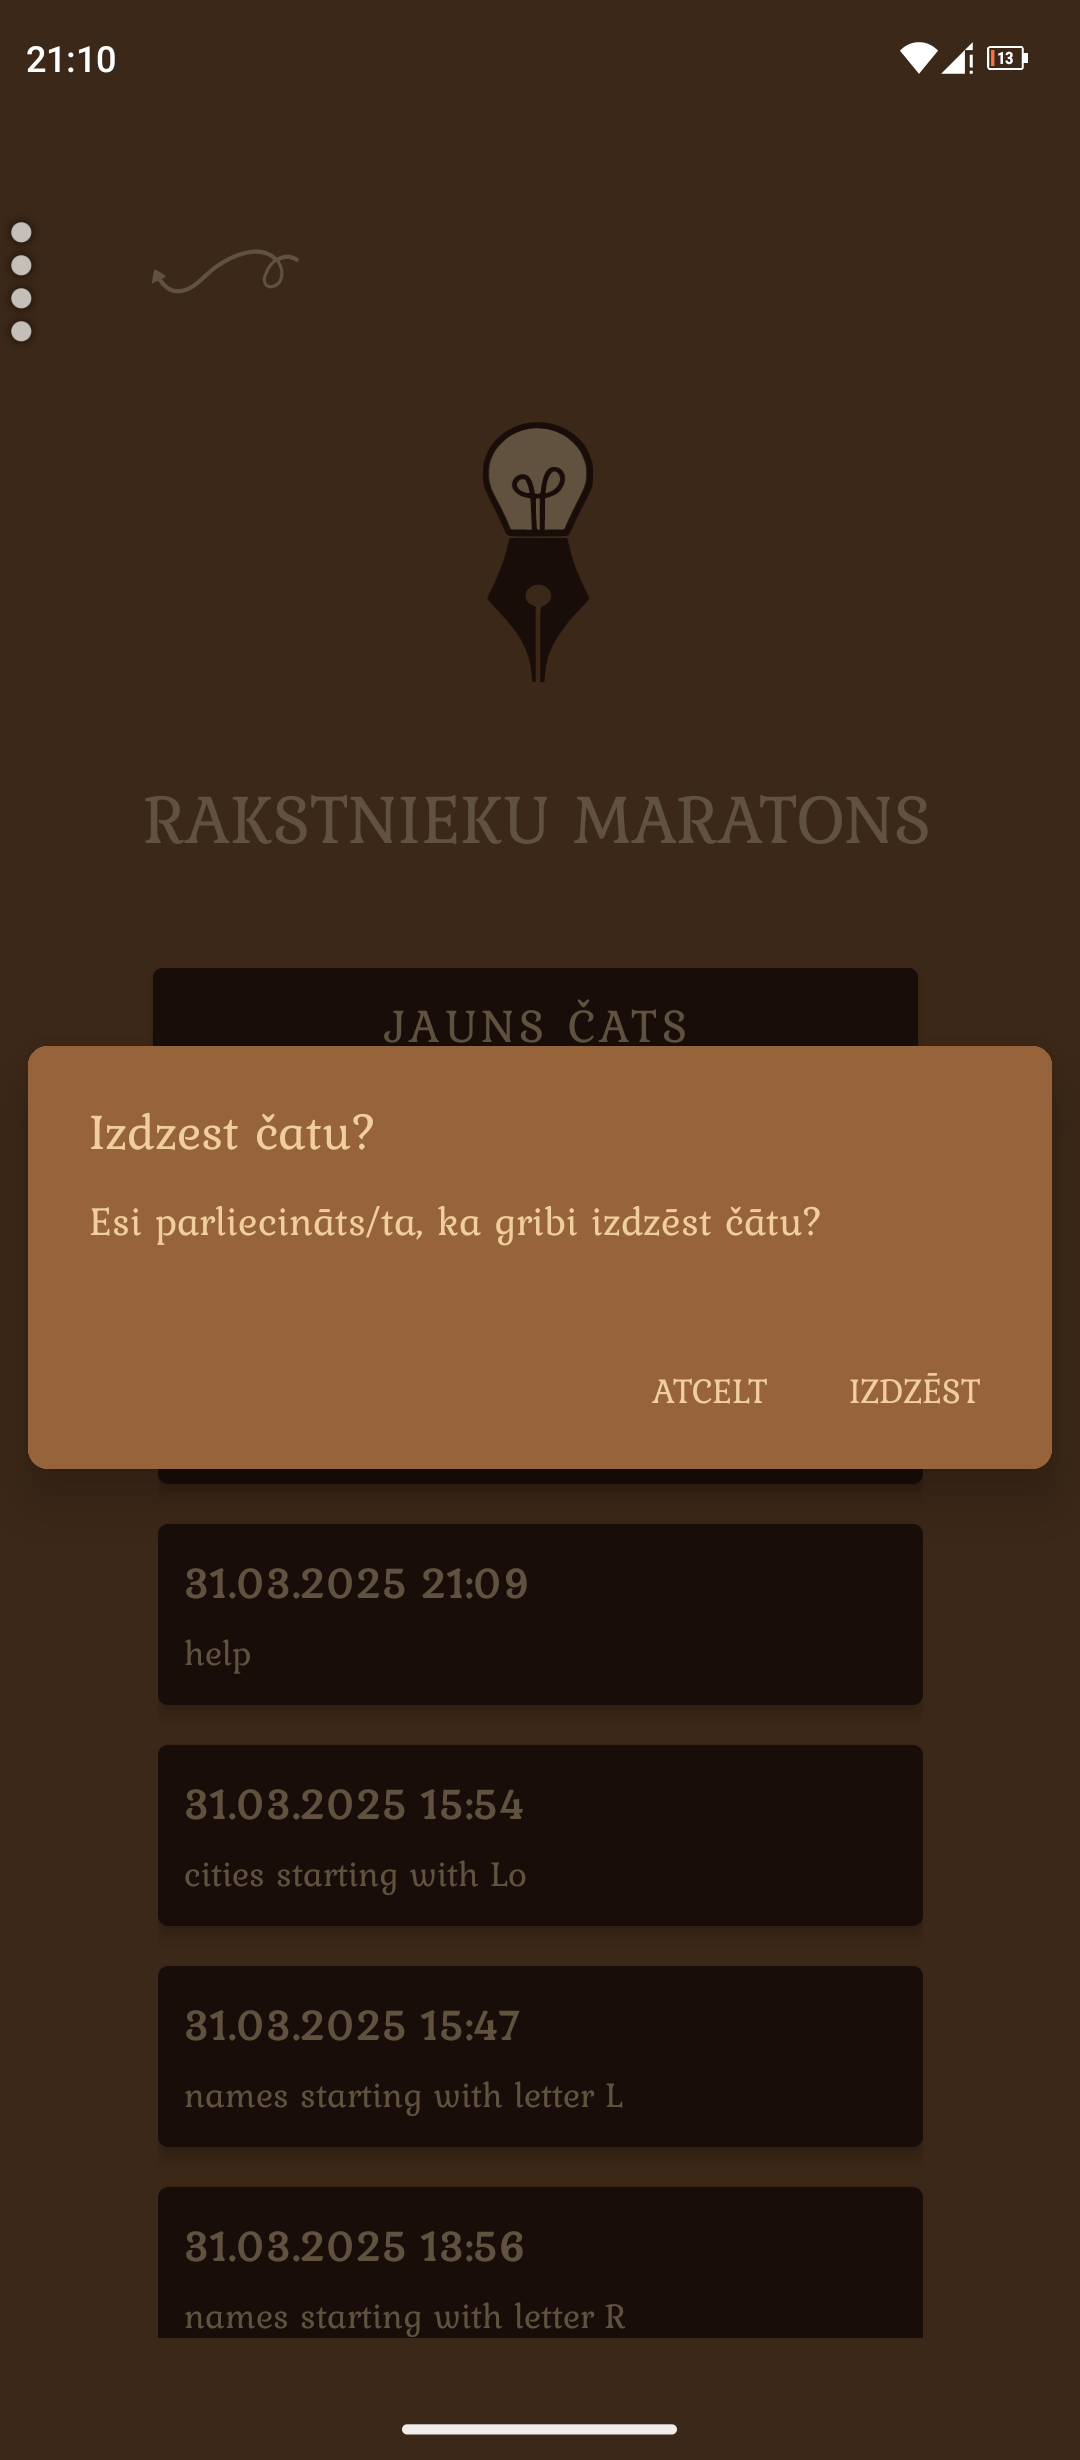 21:10
13
RAKSTNIEKU MARATONS
JAUNS ČATS
Izdzest čatu?
Esi parliecināts/ta, ka gribi izdzēst čātu?
ATCELT IZDZĒST
31.03.2025 21:09
help
31.03.2025 15:54
cities starting with Lo
31.03.2025 15:47
names starting with letter L
31.03.2025 13:56
names starting with letter R